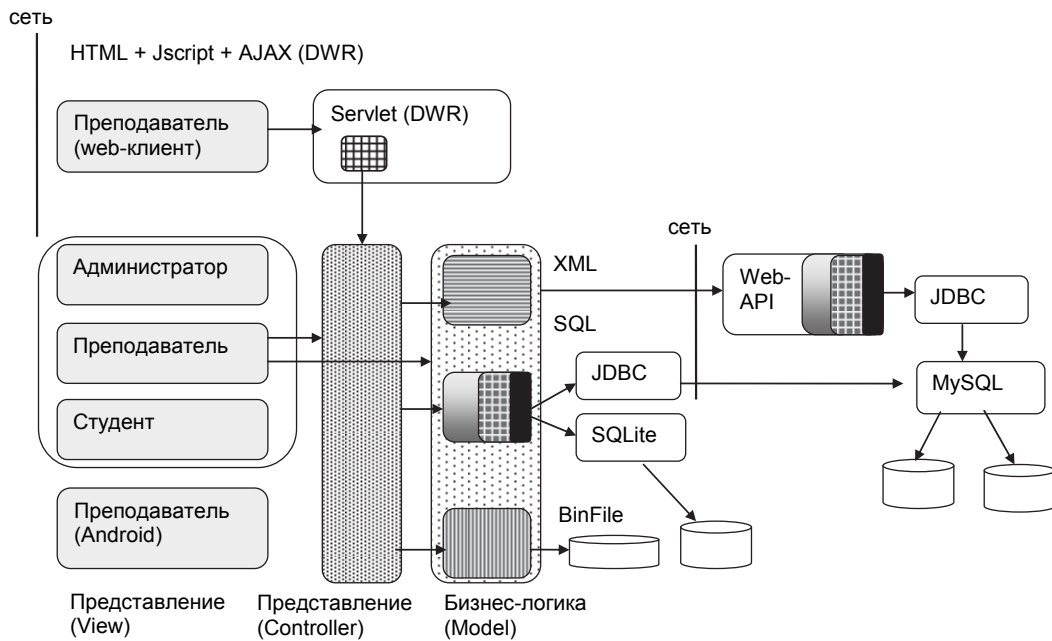 сеть
HTML + Jscript + AJAX (DWR)
Преподаватель
(web-клиент)
Servlet (DWR)
Администратор
Преподаватель
Студент
Преподаватель
(Android)
XML
SQL
JDBC
SQLite
BinFile
сеть
Web-
API
JDBC
MySQL
Представление
(View)
Представление
(Controller)
Бизнес-логика
(Model)